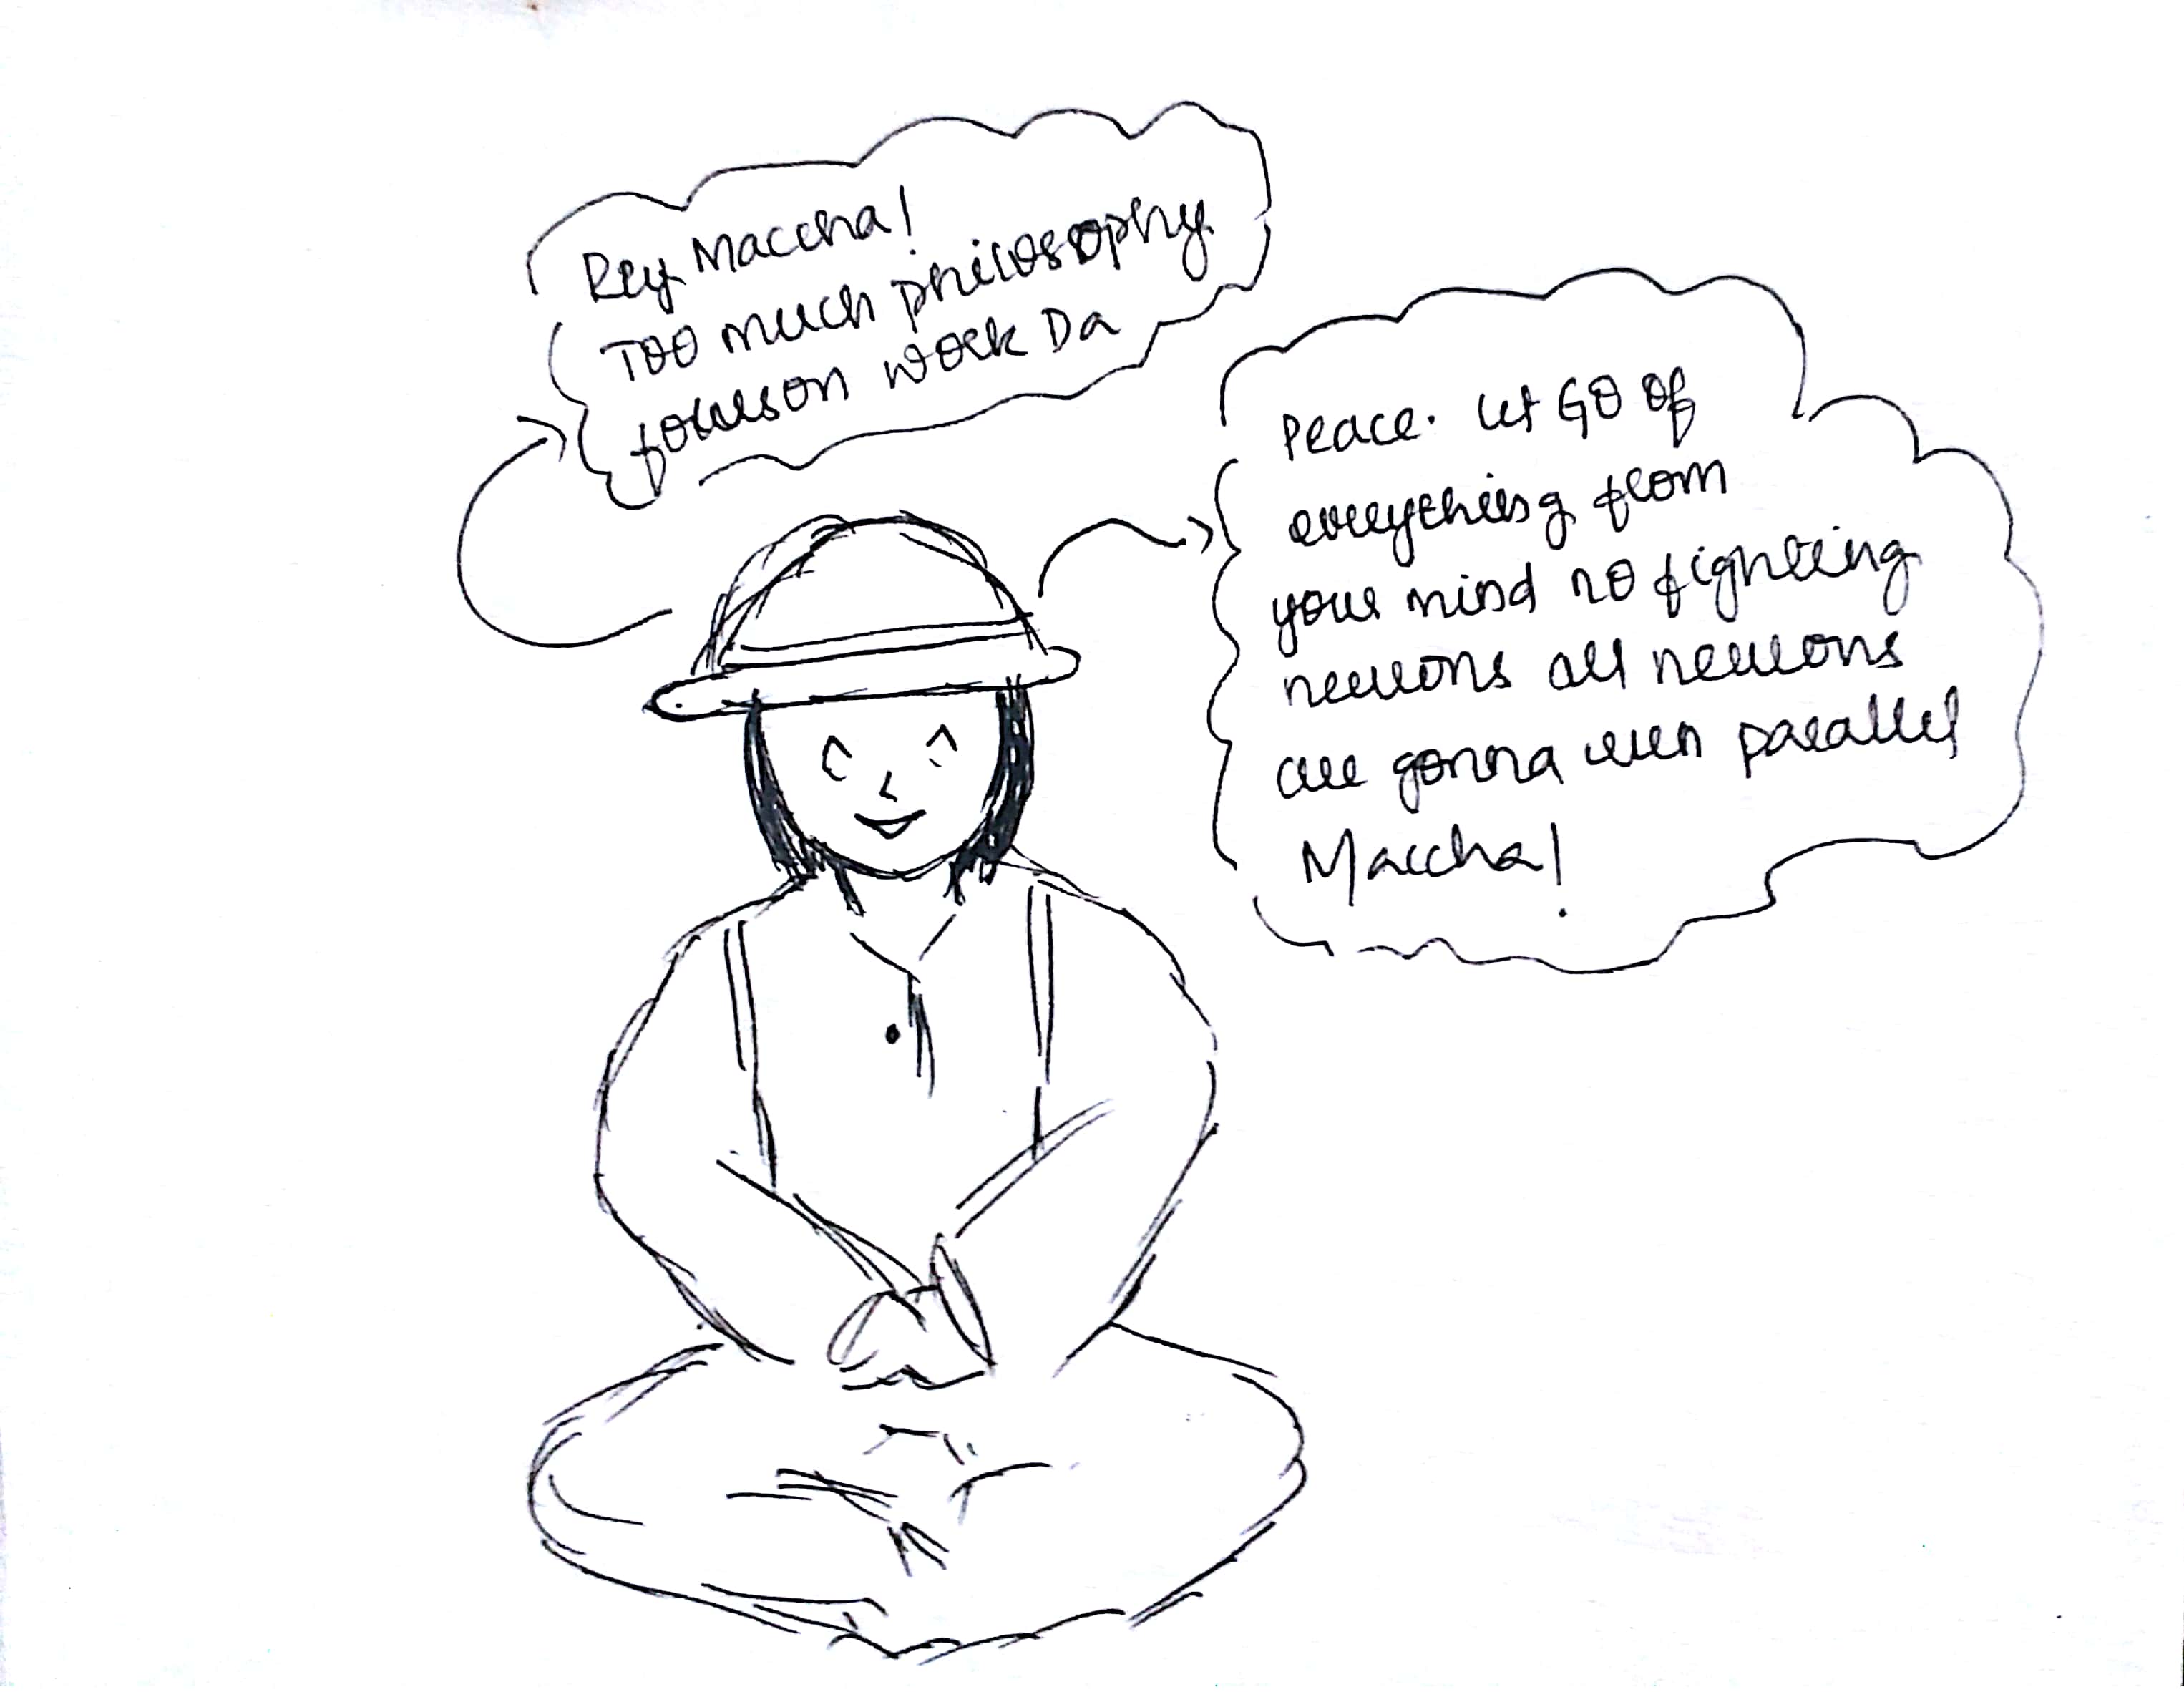 Rey Maccha!
Too much philosophy.
focus on work Da
Peace. Let GO of
everything from
your mind no fighting
neurons all neurons
are gonna run parallel
Maccha!